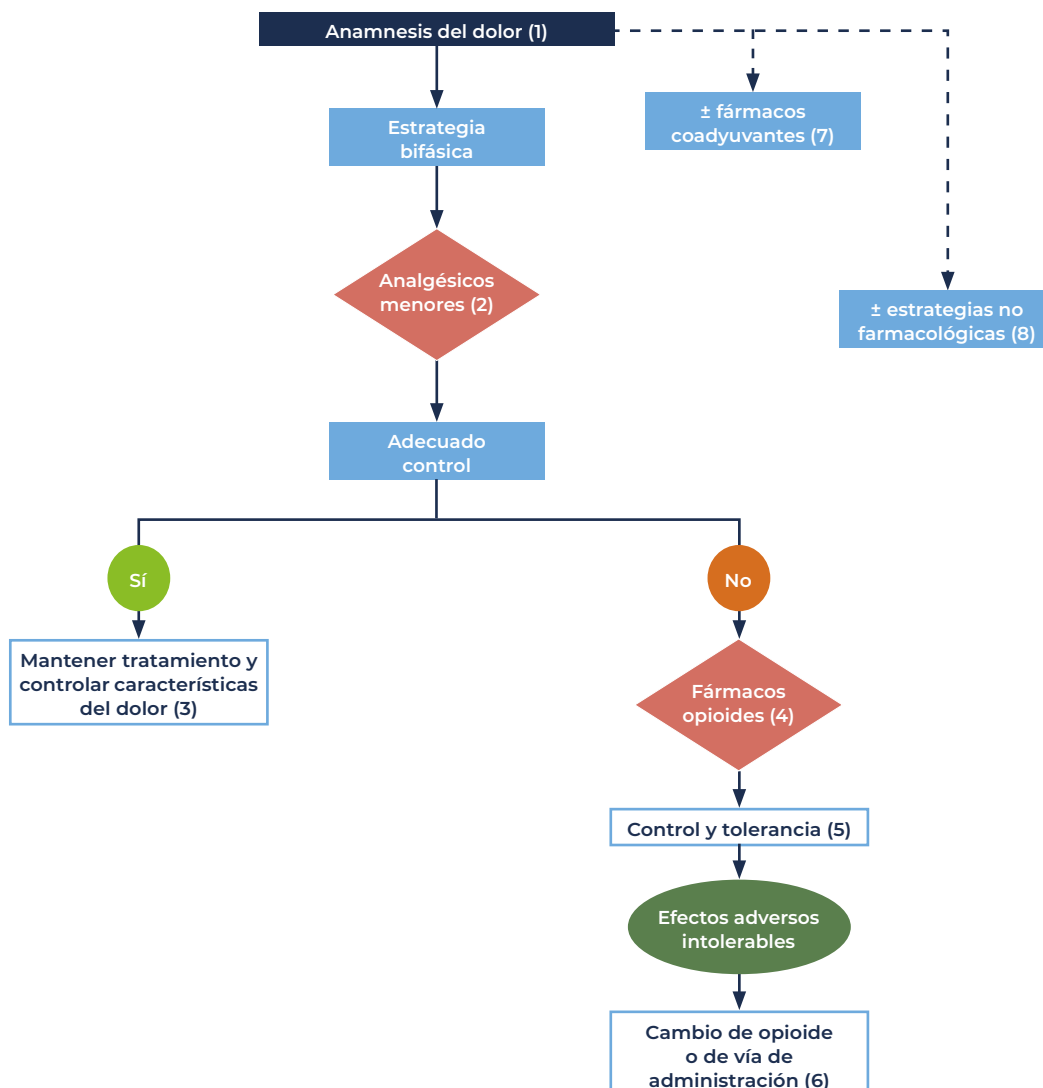 Anamnesis del dolor (1)
Estrategia
bifásica
± fármacos
coadyuvantes (7)
Analgésicos
menores (2)
± estrategias no
farmacológicas (8)
Adecuado
control
Sí
No
Mantener tratamiento y
controlar características
del dolor (3)
Fármacos
opioides (4)
Control y tolerancia (5)
Efectos adversos
intolerables
Cambio de opioide
o de vía de
administración (6)